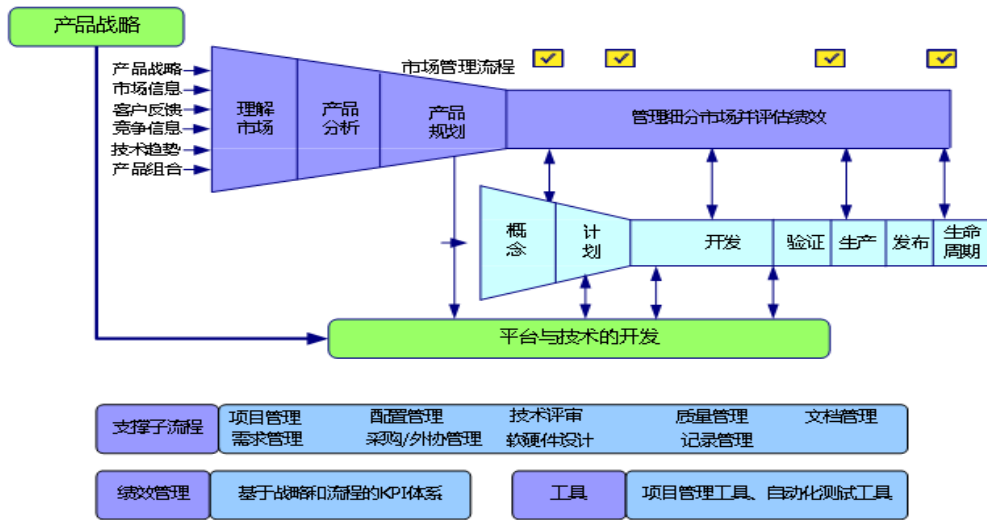 产品战略
市场管理流程
产品战略
市场信息
客户反馈
竞争信息
技术趋势
产品组合
理解
市场
产品
分析
产品
规划
管理细分市场并评估绩效
概
念
计
划
开发
验证
生产
发布
生命
周期
平台与技术的开发
支撑子流程
项目管理 配置管理 技术评审 质量管理 文档管理
需求管理 采购/外协管理 软硬件设计 记录管理
绩效管理
基于战略和流程的KPI体系
工具
项目管理工具、自动化测试工具